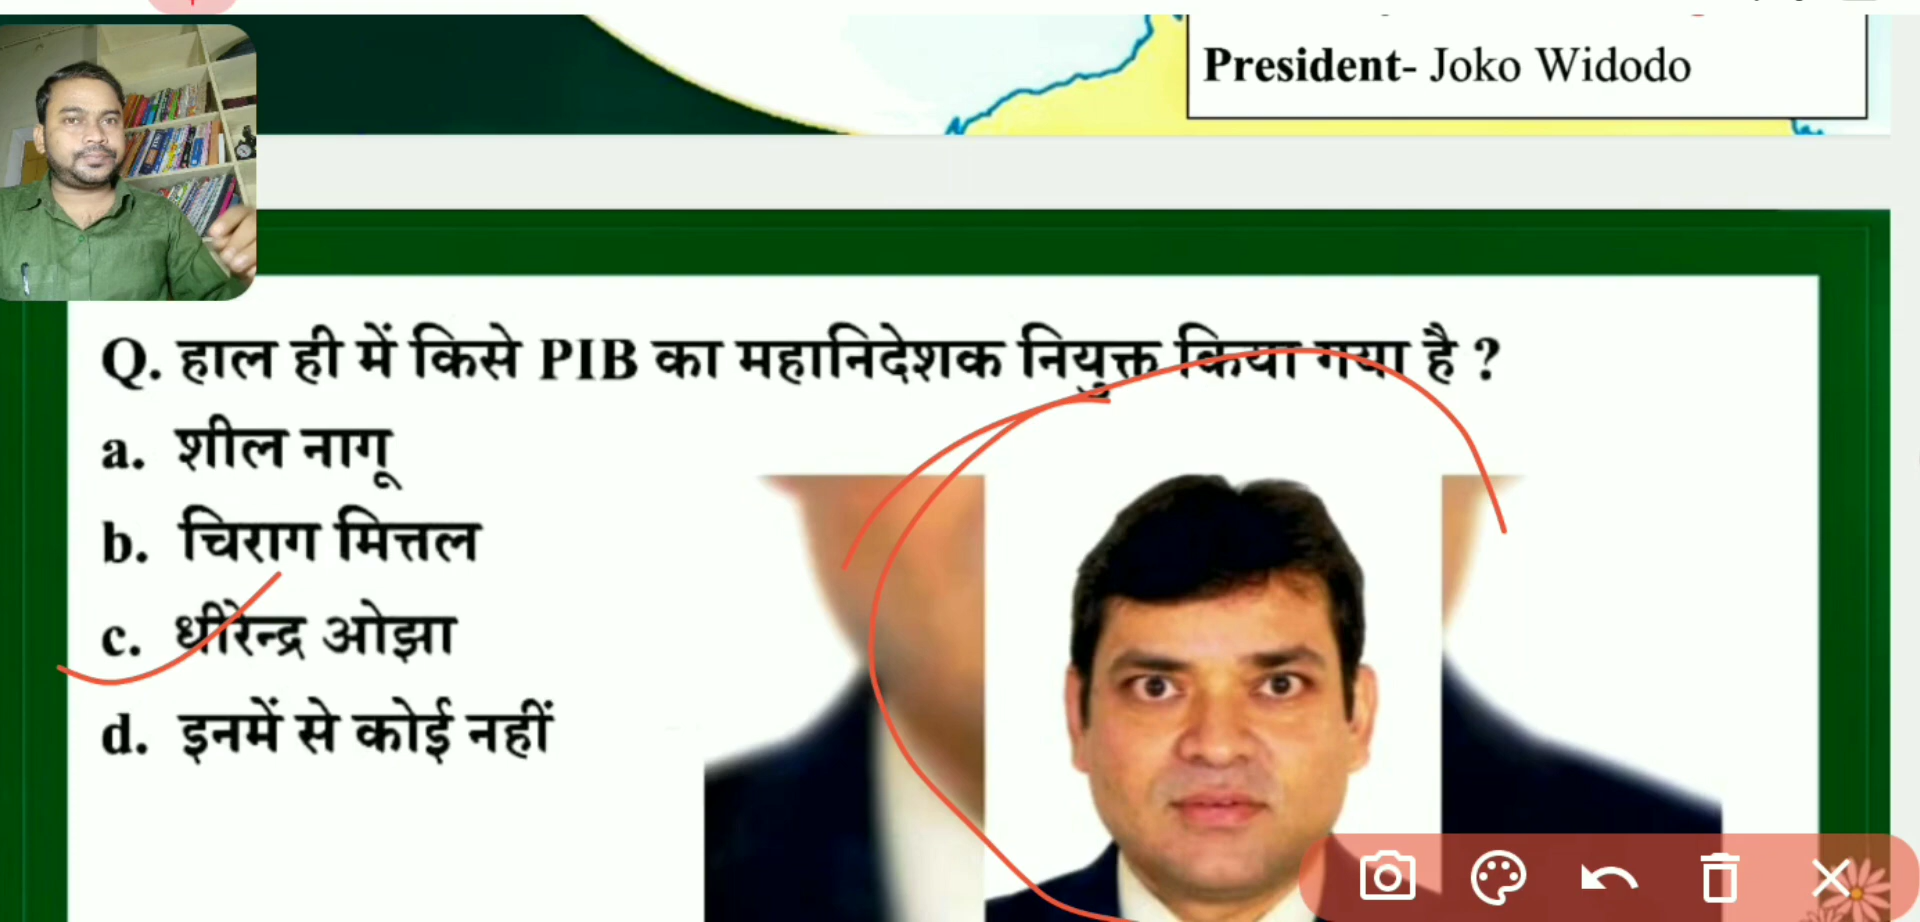 President- Joko Widodo
Q. हाल ही में किसे PIB का महानिदेशक नियुक्त किया गया है ?
a. शील नागू
b. चिराग मित्तल
c. धीरेन्द्र ओझा
d. इनमें से कोई नहीं